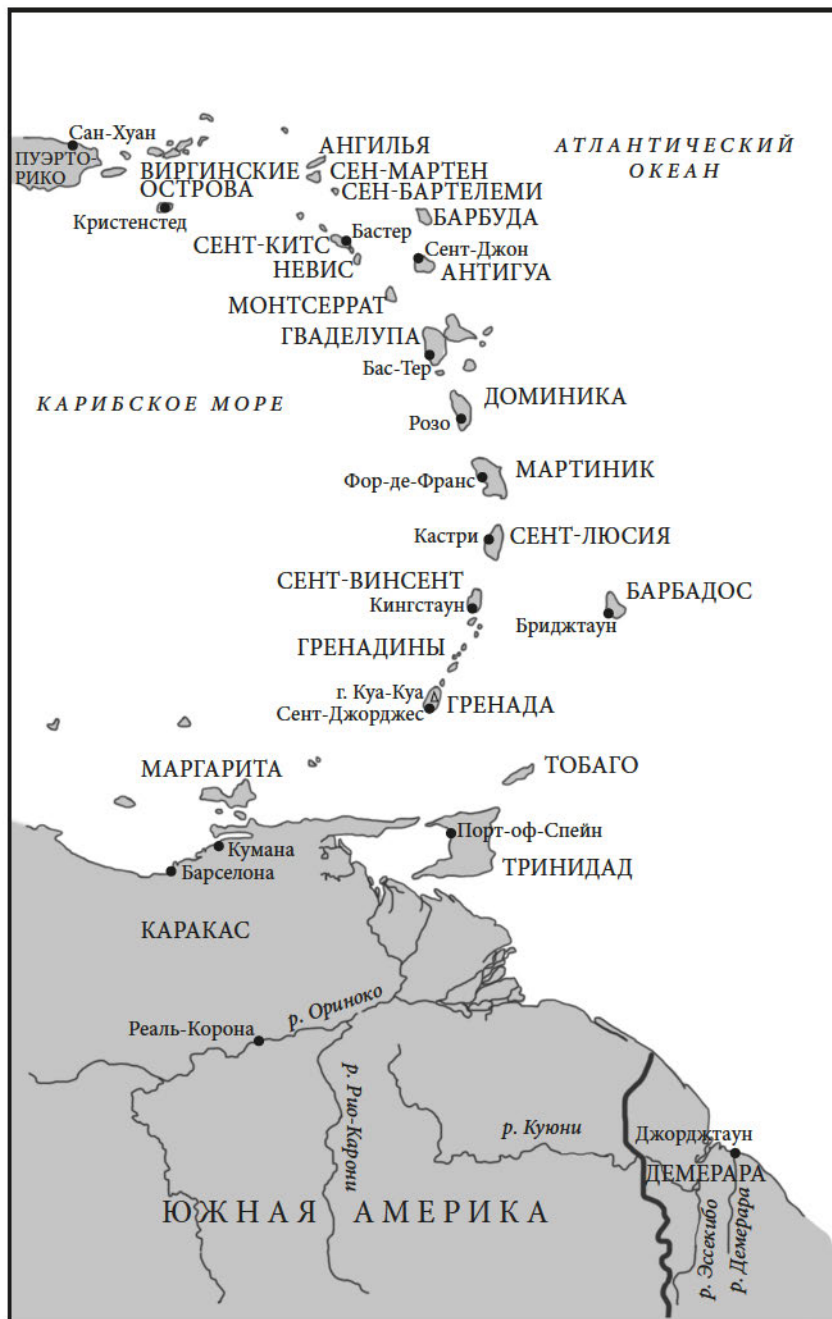 Сан-Хуан
ПУЭРТО-
РИКО
ВИРГИНСКИЕ
ОСТРОВА
Кристенстед
АНГИЛЬЯ
СЕН-МАРТЕН
СЕН-БАРТЕЛЕМИ
АТЛАНТИЧЕСКИЙ
ОКЕАН
БАРБУДА
Бастер
СЕНТ-КИТС
НЕВИС
Сент-Джон
АНТИГУА
МОНТСЕРРАТ
ГВАДЕЛУПА
Бас-Тер
КАРИБСКОЕ МОРЕ
ДОМИНИКА
Розо
МАРТИНИК
Фор-де-Франс
Кастри
СЕНТ-ЛЮСИЯ
СЕНТ-ВИНСЕНТ
Кингстаун
БАРБАДОС
Бриджтаун
ГРЕНАДИНЫ
г. Куа-Куа
Сент-Джорджес
ГРЕНАДА
МАРГАРИТА
ТОБАГО
Порт-оф-Спейн
ТРИНИДАД
Кумана
Барселона
КАРАКАС
р. Ориноко
Реаль-Корона
р. Рио-Карони
р. Куюни
Джорджтаун
ДЕМЕРАРА
р. Эссекибо
р. Демерара
ЮЖНАЯ АМЕРИКА